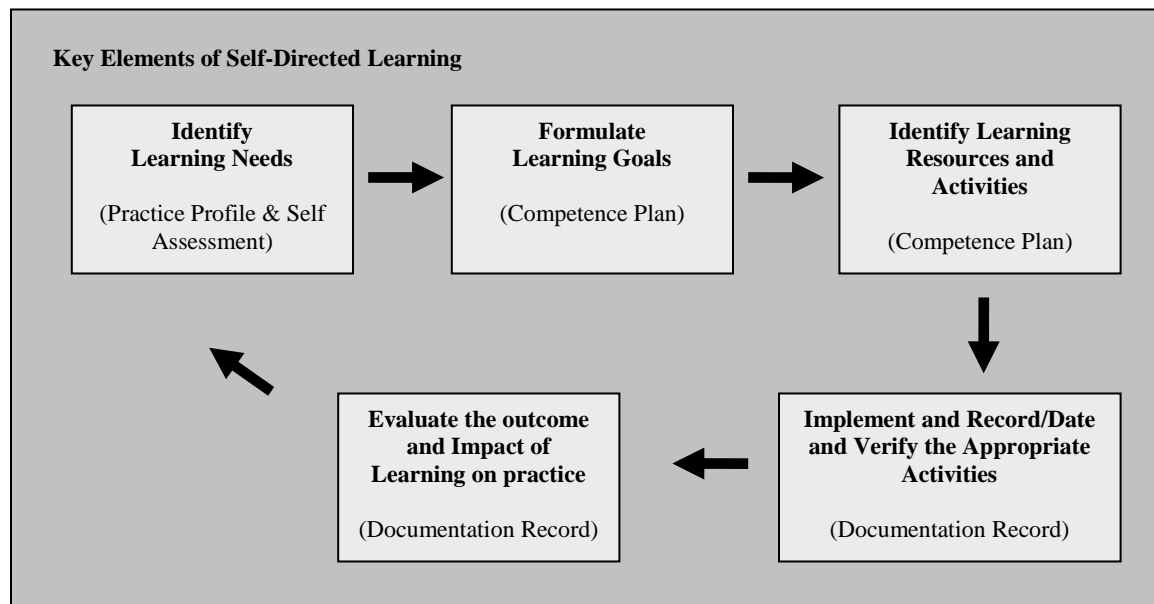 Key Elements of Self-Directed Learning
Identify
Learning Needs
(Practice Profile & Self
Assessment)
Formulate
Learning Goals
(Competence Plan)
Identify Learning
Resources and
Activities
(Competence Plan)
Implement and Record/Date
and Verify the Appropriate
Activities
(Documentation Record)
Evaluate the outcome
and Impact of
Learning on practice
(Documentation Record)